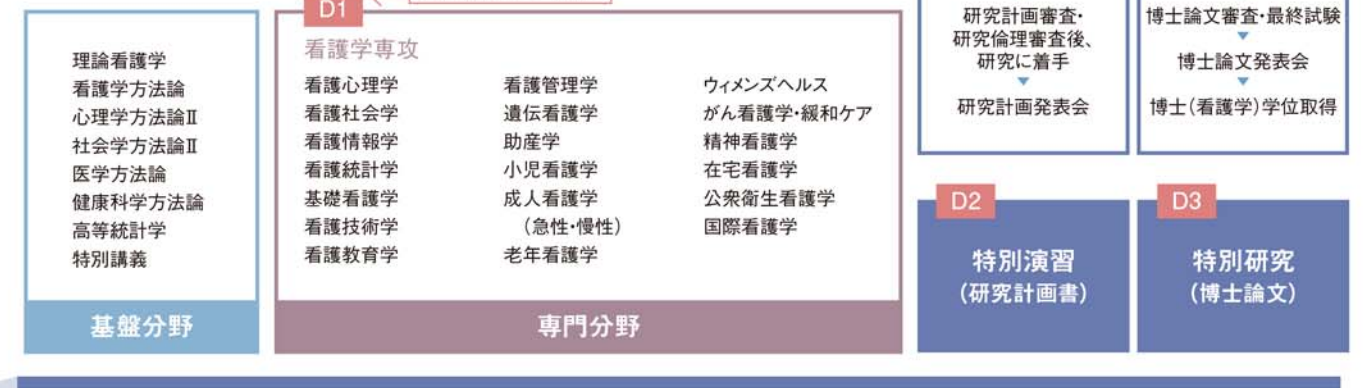 理論看護学
看護学方法論
心理学方法論Ⅱ
社会学方法論Ⅱ
医学方法論
健康科学方法論
高等統計学
特別講義
基盤分野
D1
看護学専攻
看護心理学
看護社会学
看護情報学
看護統計学
基礎看護学
看護技術学
看護教育学
看護管理学
遺伝看護学
助産学
小児看護学
成人看護学
（急性・慢性）
老年看護学
ウィメンズヘルス
がん看護学・緩和ケア
精神看護学
在宅看護学
公衆衛生看護学
国際看護学
専門分野
研究計画審査・
研究倫理審査後、
研究に着手
研究計画発表会
D2
特別演習
（研究計画書）
博士論文審査・最終試験
博士論文発表会
博士（看護学）学位取得
D3
特別研究
（博士論文）